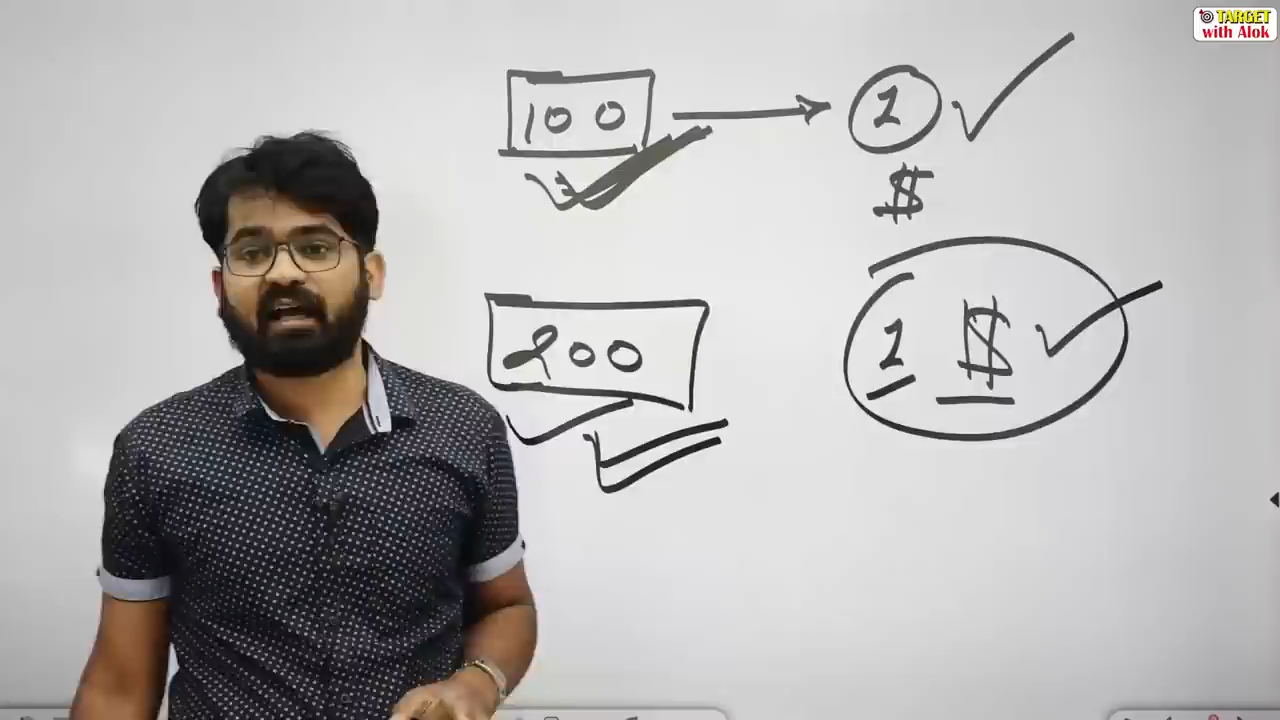 TARGET
with Alok
100 → 1 ✓
$
200 1 $ ✓